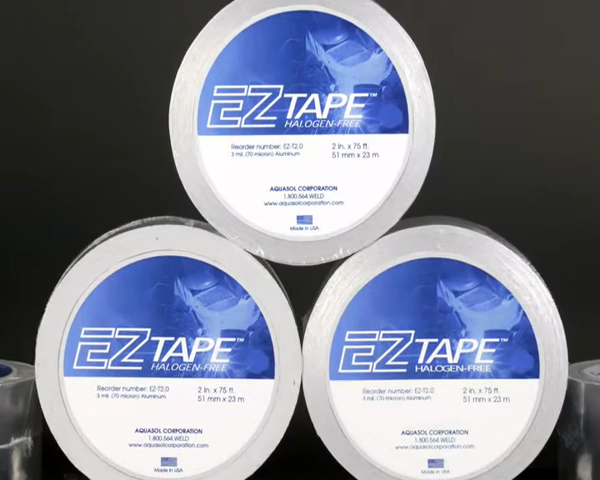 EZ TAPE™
HALOGEN-FREE
Reorder number: EZ-T2.0
3 mil. (70 micron) Aluminum
2 in. x 75 ft.
51 mm x 23 m
AQUASOL CORPORATION
1.800.564.WELD
www.aquasolcorporation.com
Made in USA
EZ TAPE™
HALOGEN-FREE
Reorder number: EZ-T2.0
3 mil. (70 micron) Aluminum
2 in. x 75 ft.
51 mm x 23 m
AQUASOL CORPORATION
1.800.564.WELD
www.aquasolcorporation.com
Made in USA
EZ TAPE™
HALOGEN-FREE
Reorder number: EZ-T2.0
3 mil. (70 micron) Aluminum
2 in. x 75 ft.
51 mm x 23 m
AQUASOL CORPORATION
1.800.564.WELD
www.aquasolcorporation.com
Made in USA